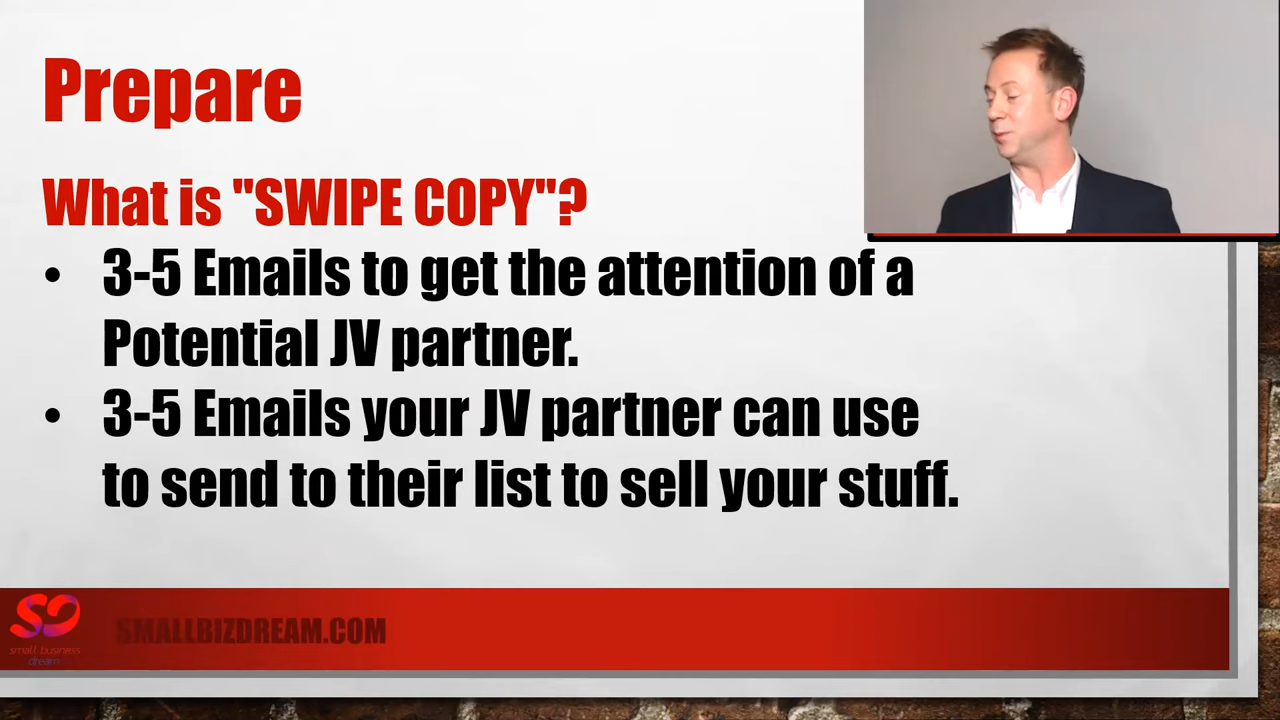 Prepare
What is "SWIPE COPY"?
• 3-5 Emails to get the attention of a
Potential JV partner.
• 3-5 Emails your JV partner can use
to send to their list to sell your stuff.
small business
dream
SMALLBIZDREAM.COM